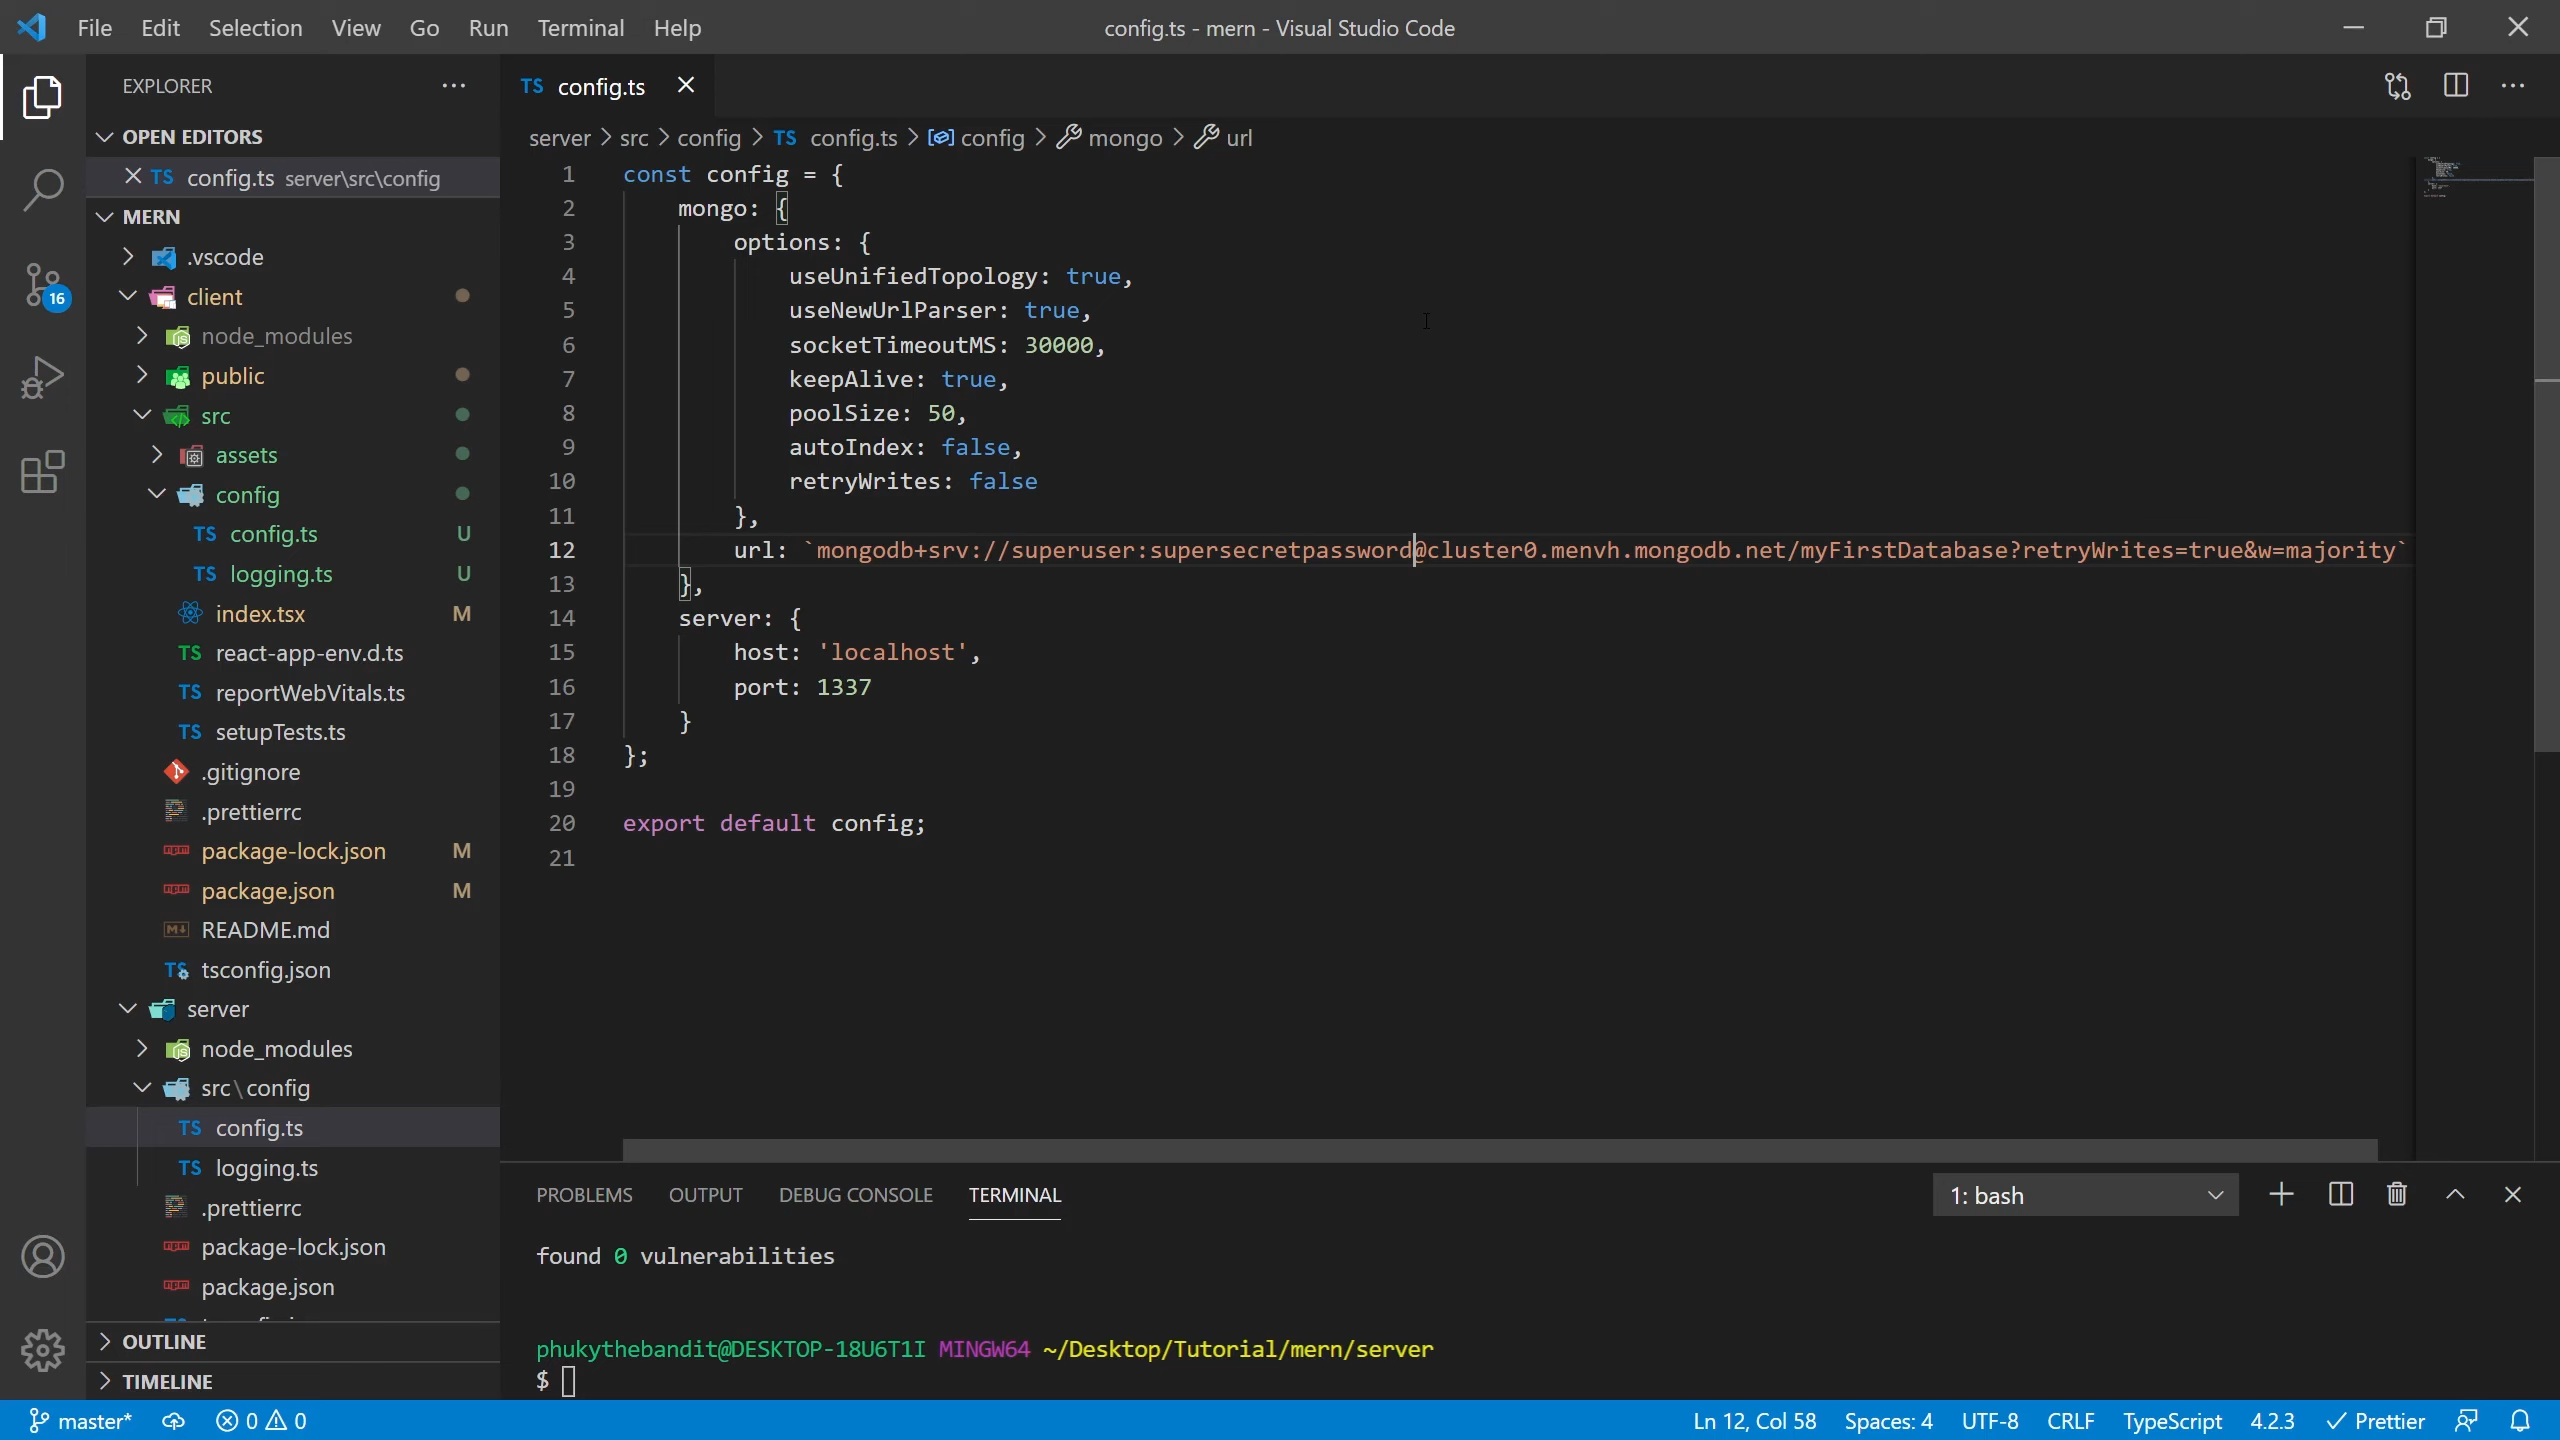 File Edit Selection View Go Run Terminal Help
config.ts - mern - Visual Studio Code
EXPLORER
OPEN EDITORS
TS config.ts server\src\config
MERN
.vscode
client
node_modules
public
src
assets
config
TS config.ts U
TS logging.ts U
index.tsx M
TS react-app-env.d.ts
TS reportWebVitals.ts
TS setupTests.ts
.gitignore
.prettierrc
package-lock.json M
package.json M
README.md
TS tsconfig.json
server
node_modules
src\config
TS config.ts
TS logging.ts
.prettierrc
package-lock.json
package.json
OUTLINE
TIMELINE
16
TS config.ts
server > src > config > TS config.ts > config > mongo > url
1 const config = {
2 mongo: {
3 options: {
4 useUnifiedTopology: true,
5 useNewUrlParser: true,
6 socketTimeoutMS: 30000,
7 keepAlive: true,
8 poolSize: 50,
9 autoIndex: false,
10 retryWrites: false
11 },
12 url: `mongodb+srv://superuser:supersecretpassword@cluster0.menvh.mongodb.net/myFirstDatabase?retryWrites=true&w=majority`
13 },
14 server: {
15 host: 'localhost',
16 port: 1337
17 }
18 };
19
20 export default config;
21
PROBLEMS OUTPUT DEBUG CONSOLE TERMINAL
1: bash
found 0 vulnerabilities
phukythebandit@DESKTOP-18U6T1I MINGW64 ~/Desktop/Tutorial/mern/server
$
master* 0 0
Ln 12, Col 58 Spaces: 4 UTF-8 CRLF TypeScript 4.2.3 Prettier